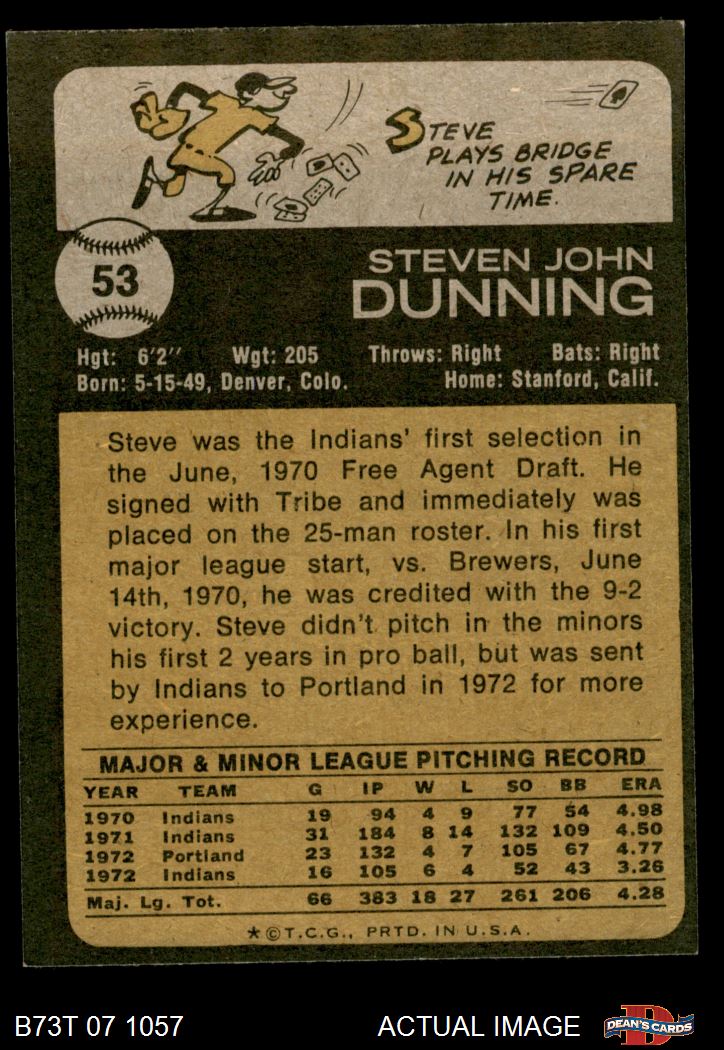 STEVE
PLAYS BRIDGE
IN HIS SPARE
TIME.
53
STEVEN JOHN
DUNNING
Hgt: 6'2" Wgt: 205 Throws: Right Bats: Right
Born: 5-15-49, Denver, Colo. Home: Stanford, Calif.
Steve was the Indians' first selection in
the June, 1970 Free Agent Draft. He
signed with Tribe and immediately was
placed on the 25-man roster. In his first
major league start, vs. Brewers, June
14th, 1970, he was credited with the 9-2
victory. Steve didn't pitch in the minors
his first 2 years in pro ball, but was sent
by Indians to Portland in 1972 for more
experience.
MAJOR & MINOR LEAGUE PITCHING RECORD
YEAR TEAM G IP W L SO BB ERA
1970 Indians 19 94 4 9 77 54 4.98
1971 Indians 31 184 8 14 132 109 4.50
1972 Portland 23 132 4 7 105 67 4.77
1972 Indians 16 105 6 4 52 43 3.26
Maj. Lg. Tot. 66 383 18 27 261 206 4.28
★©T.C.G., PRTD. IN U.S.A.
B73T 07 1057 ACTUAL IMAGE D DEAN'S CARDS